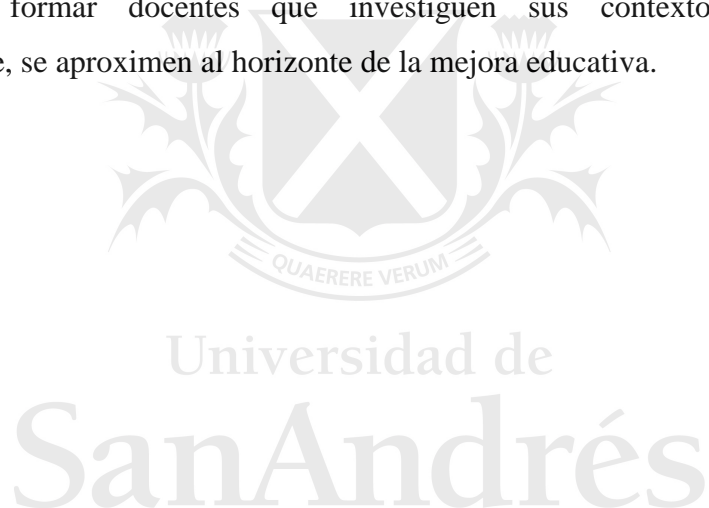 formar docentes que investiguen sus contexto
, se aproximen al horizonte de la mejora educativa.
QUAERERE VERUM
Universidad de
SanAndrés